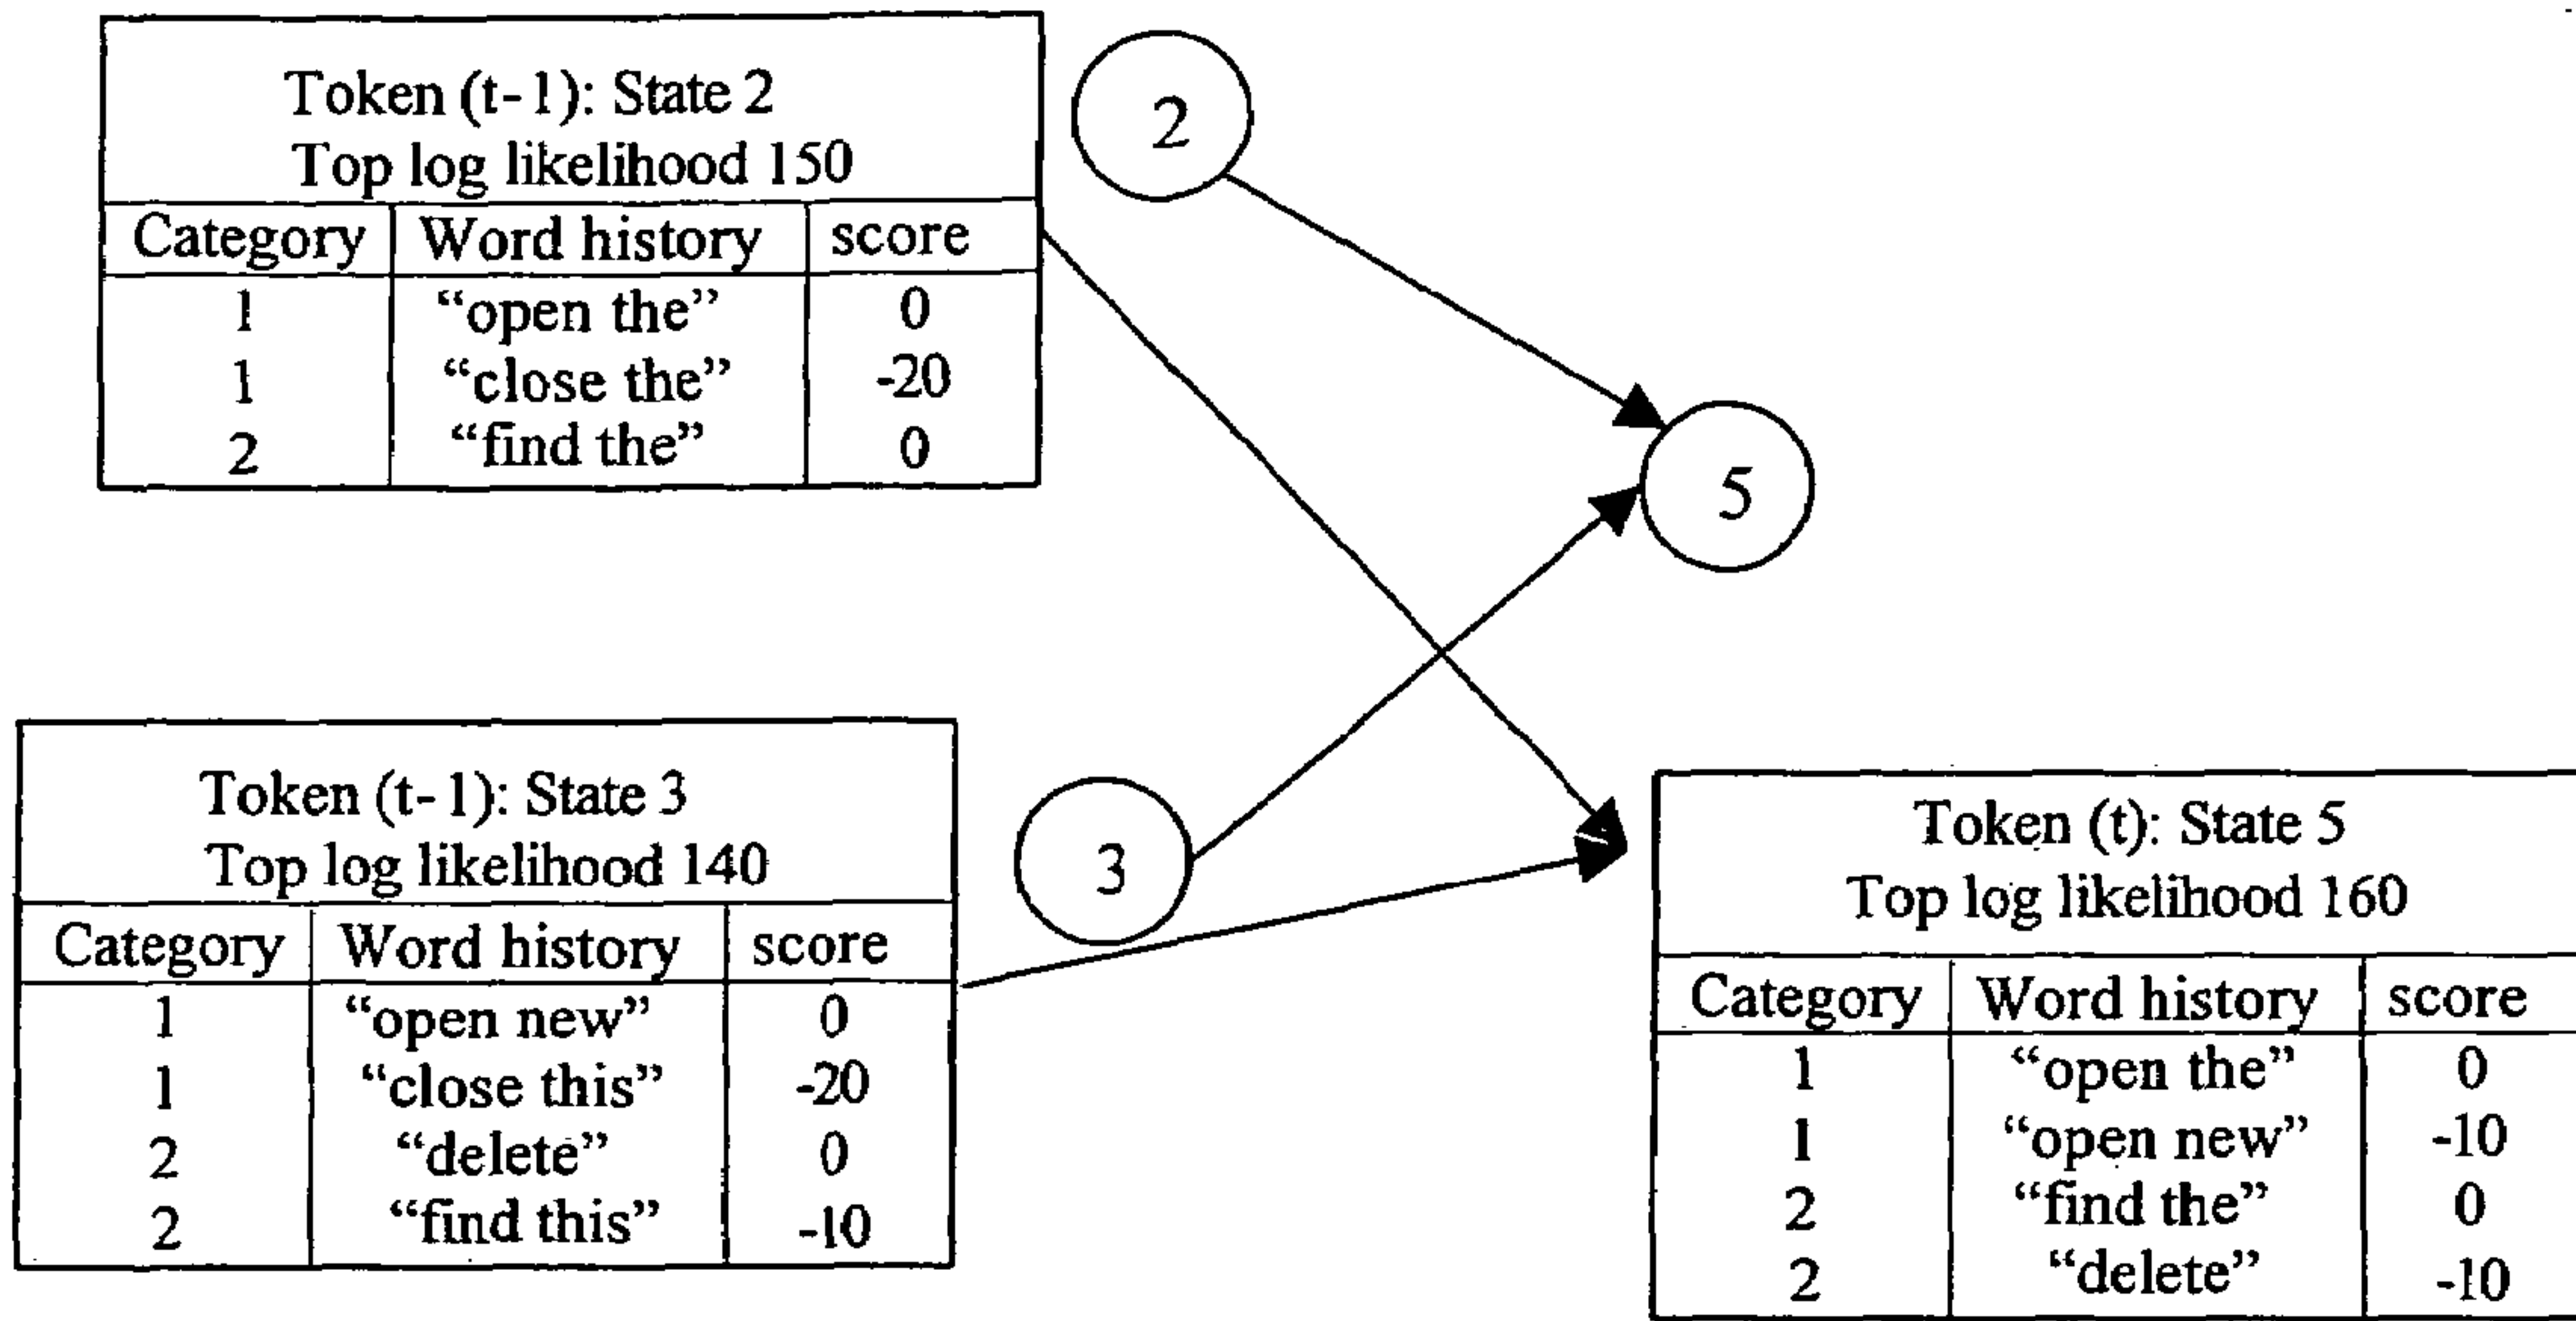 Token (t-1): State 2
Top log likelihood 150
Category Word history score
1 “open the” 0
1 “close the” -20
2 “find the” 0
2
5
Token (t-1): State 3
Top log likelihood 140
Category Word history score
1 “open new” 0
1 “close this” -20
2 “delete” 0
2 “find this” -10
3
Token (t): State 5
Top log likelihood 160
Category Word history score
1 “open the” 0
1 “open new” -10
2 “find the” 0
2 “delete” -10